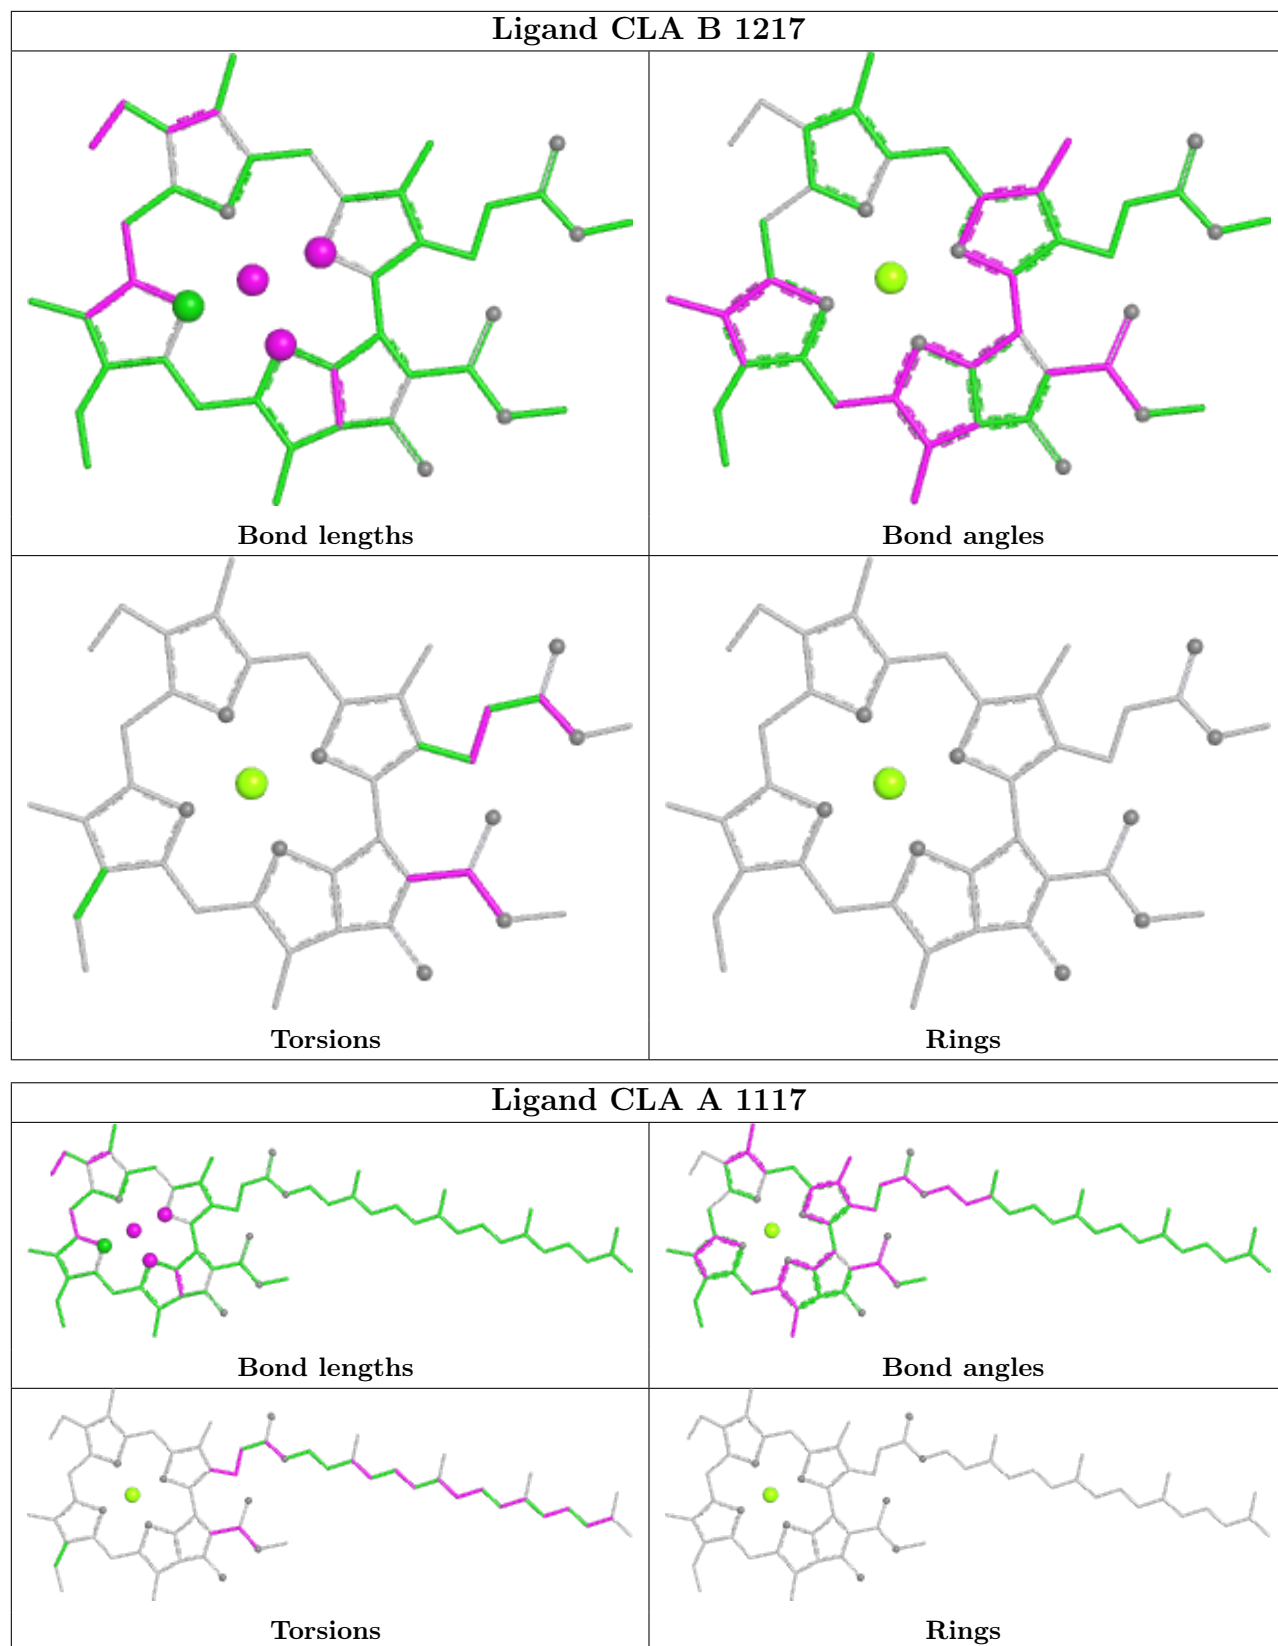 Ligand CLA B 1217
Bond lengths
Bond angles
Torsions
Rings
Ligand CLA A 1117
Bond lengths
Bond angles
Torsions
Rings